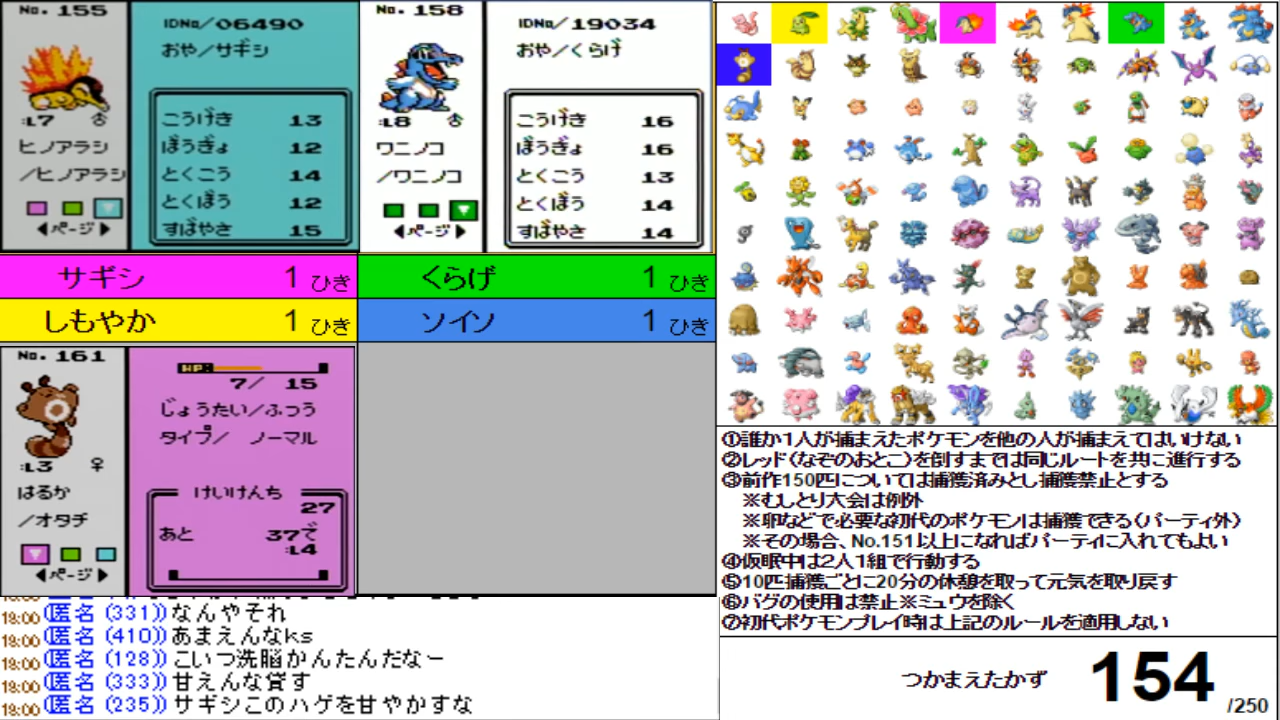 No. 155
IDNo/06490
おや/サギシ
:L7 ♂
ヒノアラシ
/ヒノアラシ
◀ページ▶
こうげき 13
ぼうぎょ 12
とくこう 14
とくぼう 12
すばやさ 15
No. 158
IDNo/19034
おや/くらげ
:L8 ♂
ワニノコ
/ワニノコ
◀ページ▶
こうげき 16
ぼうぎょ 16
とくこう 13
とくぼう 14
すばやさ 14
サギシ 1 ひき
くらげ 1 ひき
しもやか 1 ひき
ソイソ 1 ひき
No. 161
:L3 ♀
はるか
/オタチ
◀ページ▶
HP:
7/ 15
じょうたい/ふつう
タイプ/ ノーマル
けいけんち
27
あと 37で
:L4
18:00 (匿名 (331)) なんやそれ
18:00 (匿名 (410)) あまえんなks
18:00 (匿名 (128)) こいつ洗脳かんたんだなー
18:00 (匿名 (333)) 甘えんな貸す
18:00 (匿名 (235)) サギシこのハゲを甘やかすな
①誰か1人が捕まえたポケモンを他の人が捕まえてはいけない
②レッド(なぞのおとこ)を倒すまでは同じルートを共に進行する
③前作150匹については捕獲済みとし捕獲禁止とする
※むしとり大会は例外
※卵などで必要な初代のポケモンは捕獲できる(パーティ外)
※その場合、No.151以上になればパーティに入れてもよい
④仮眠中は2人1組で行動する
⑤10匹捕獲ごとに20分の休憩を取って元気を取り戻す
⑥バグの使用は禁止※ミュウを除く
⑦初代ポケモンプレイ時は上記のルールを適用しない
つかまえたかず 154 /250